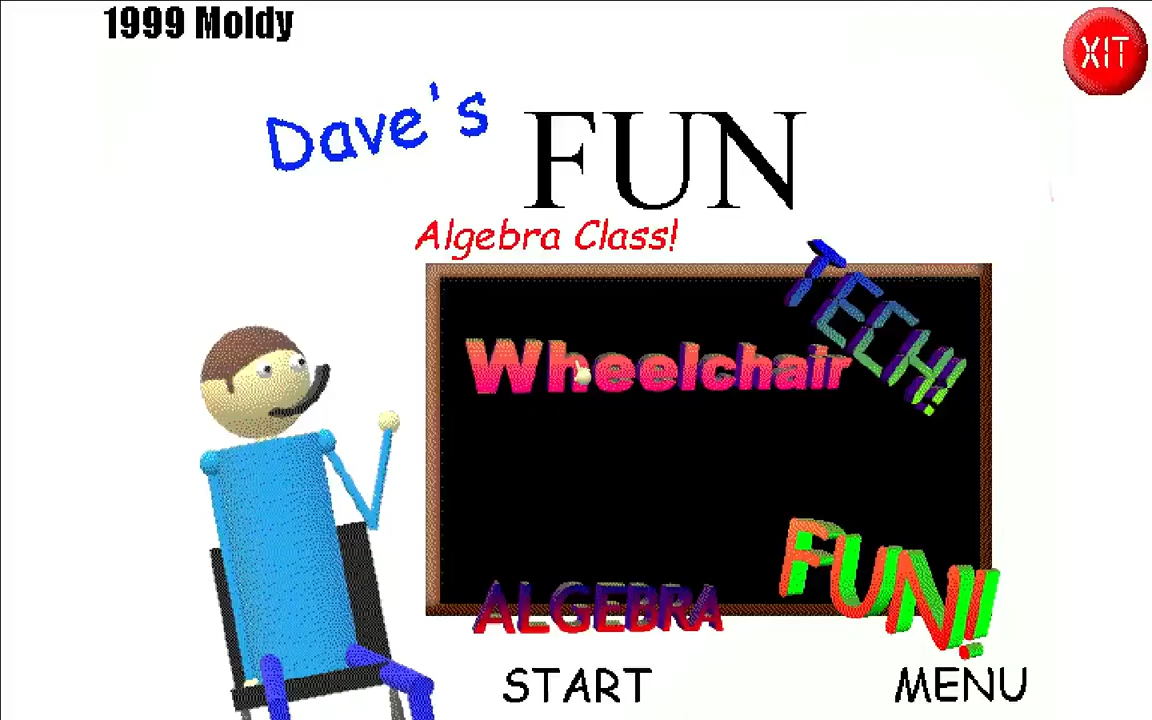 1999 Moldy
XIT
Dave's FUN
Algebra Class!
TECH!
Wheelchair
FUN!!
ALGEBRA
START
MENU